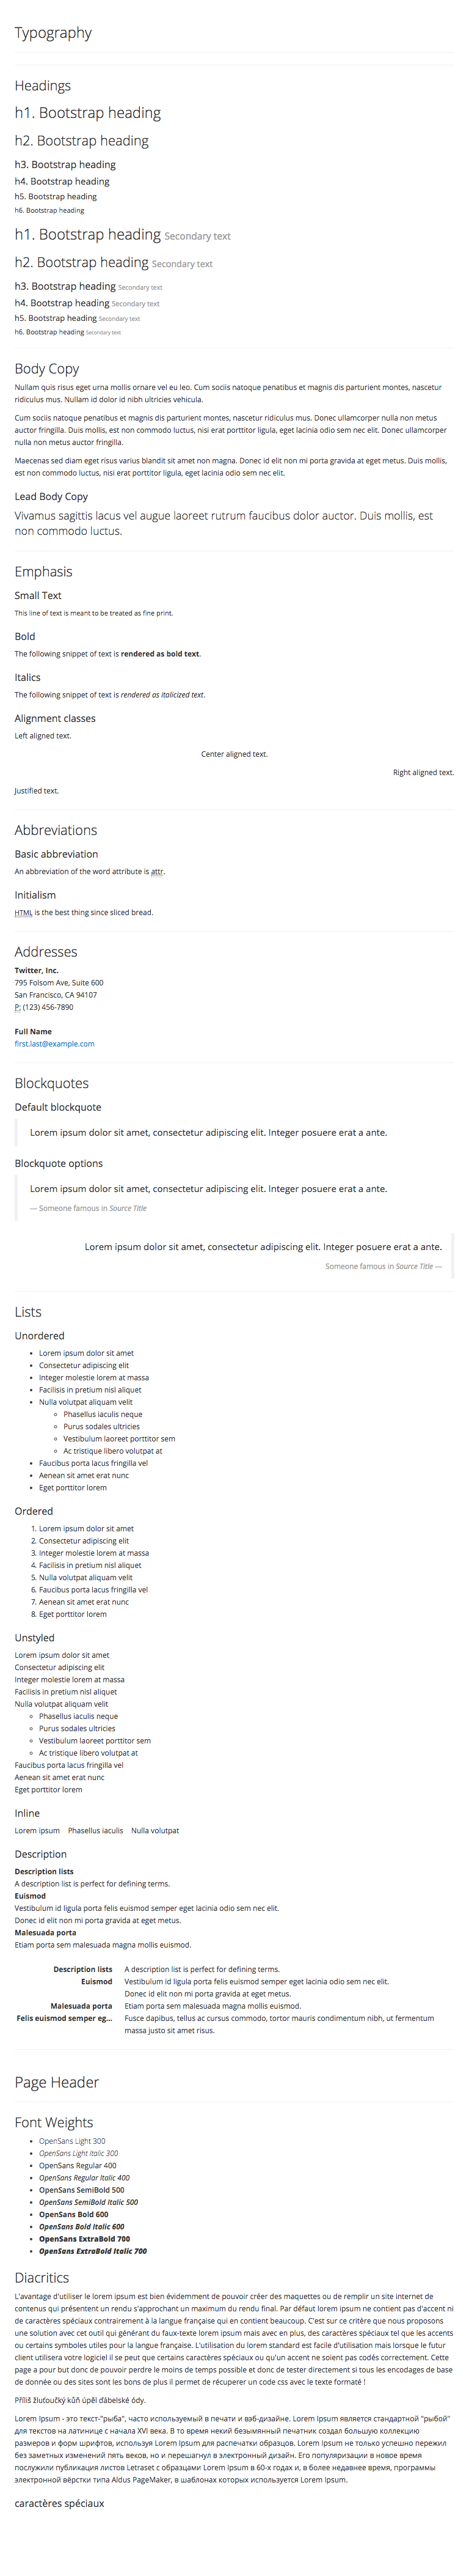 Typography
Headings
h1. Bootstrap heading
h2. Bootstrap heading
h3. Bootstrap heading
h4. Bootstrap heading
h5. Bootstrap heading
h6. Bootstrap heading
h1. Bootstrap heading Secondary text
h2. Bootstrap heading Secondary text
h3. Bootstrap heading Secondary text
h4. Bootstrap heading Secondary text
h5. Bootstrap heading Secondary text
h6. Bootstrap heading Secondary text
Body Copy
Nullam quis risus eget urna mollis ornare vel eu leo. Cum sociis natoque penatibus et magnis dis parturient montes, nascetur
ridiculus mus. Nullam id dolor id nibh ultricies vehicula.
Cum sociis natoque penatibus et magnis dis parturient montes, nascetur ridiculus mus. Donec ullamcorper nulla non metus
auctor fringilla. Duis mollis, est non commodo luctus, nisi erat porttitor ligula, eget lacinia odio sem nec elit. Donec ullamcorper
nulla non metus auctor fringilla.
Maecenas sed diam eget risus varius blandit sit amet non magna. Donec id elit non mi porta gravida at eget metus. Duis mollis,
est non commodo luctus, nisi erat porttitor ligula, eget lacinia odio sem nec elit.
Lead Body Copy
Vivamus sagittis lacus vel augue laoreet rutrum faucibus dolor auctor. Duis mollis, est
non commodo luctus.
Emphasis
Small Text
This line of text is meant to be treated as fine print.
Bold
The following snippet of text is rendered as bold text.
Italics
The following snippet of text is rendered as italicized text.
Alignment classes
Left aligned text.
Center aligned text.
Right aligned text.
Justified text.
Abbreviations
Basic abbreviation
An abbreviation of the word attribute is attr.
Initialism
HTML is the best thing since sliced bread.
Addresses
Twitter, Inc.
795 Folsom Ave, Suite 600
San Francisco, CA 94107
P: (123) 456-7890
Full Name
first.last@example.com
Blockquotes
Default blockquote
Lorem ipsum dolor sit amet, consectetur adipiscing elit. Integer posuere erat a ante.
Blockquote options
Lorem ipsum dolor sit amet, consectetur adipiscing elit. Integer posuere erat a ante.
— Someone famous in Source Title
Lorem ipsum dolor sit amet, consectetur adipiscing elit. Integer posuere erat a ante.
Someone famous in Source Title —
Lists
Unordered
• Lorem ipsum dolor sit amet
• Consectetur adipiscing elit
• Integer molestie lorem at massa
• Facilisis in pretium nisl aliquet
• Nulla volutpat aliquam velit
◦ Phasellus iaculis neque
◦ Purus sodales ultricies
◦ Vestibulum laoreet porttitor sem
◦ Ac tristique libero volutpat at
• Faucibus porta lacus fringilla vel
• Aenean sit amet erat nunc
• Eget porttitor lorem
Ordered
1. Lorem ipsum dolor sit amet
2. Consectetur adipiscing elit
3. Integer molestie lorem at massa
4. Facilisis in pretium nisl aliquet
5. Nulla volutpat aliquam velit
6. Faucibus porta lacus fringilla vel
7. Aenean sit amet erat nunc
8. Eget porttitor lorem
Unstyled
Lorem ipsum dolor sit amet
Consectetur adipiscing elit
Integer molestie lorem at massa
Facilisis in pretium nisl aliquet
Nulla volutpat aliquam velit
◦ Phasellus iaculis neque
◦ Purus sodales ultricies
◦ Vestibulum laoreet porttitor sem
◦ Ac tristique libero volutpat at
Faucibus porta lacus fringilla vel
Aenean sit amet erat nunc
Eget porttitor lorem
Inline
Lorem ipsum Phasellus iaculis Nulla volutpat
Description
Description lists
A description list is perfect for defining terms.
Euismod
Vestibulum id ligula porta felis euismod semper eget lacinia odio sem nec elit.
Donec id elit non mi porta gravida at eget metus.
Malesuada porta
Etiam porta sem malesuada magna mollis euismod.
Description lists A description list is perfect for defining terms.
Euismod Vestibulum id ligula porta felis euismod semper eget lacinia odio sem nec elit.
Donec id elit non mi porta gravida at eget metus.
Malesuada porta Etiam porta sem malesuada magna mollis euismod.
Felis euismod semper eg... Fusce dapibus, tellus ac cursus commodo, tortor mauris condimentum nibh, ut fermentum
massa justo sit amet risus.
Page Header
Font Weights
• OpenSans Light 300
• OpenSans Light Italic 300
• OpenSans Regular 400
• OpenSans Regular Italic 400
• OpenSans SemiBold 500
• OpenSans SemiBold Italic 500
• OpenSans Bold 600
• OpenSans Bold Italic 600
• OpenSans ExtraBold 700
• OpenSans ExtraBold Italic 700
Diacritics
L'avantage d'utiliser le lorem ipsum est bien évidemment de pouvoir créer des maquettes ou de remplir un site internet de
contenus qui présentent un rendu s'approchant un maximum du rendu final. Par défaut lorem ipsum ne contient pas d'accent ni
de caractères spéciaux contrairement à la langue française qui en contient beaucoup. C'est sur ce critère que nous proposons
une solution avec cet outil qui générant du faux-texte lorem ipsum mais avec en plus, des caractères spéciaux tel que les accents
ou certains symboles utiles pour la langue française. L'utilisation du lorem standard est facile d'utilisation mais lorsque le futur
client utilisera votre logiciel il se peut que certains caractères spéciaux ou qu'un accent ne soient pas codés correctement. Cette
page a pour but donc de pouvoir perdre le moins de temps possible et donc de tester directement si tous les encodages de base
de donnée ou des sites sont les bons de plus il permet de récuperer un code css avec le texte formaté !
Příliš žluťoučký kůň úpěl ďábelské ódy.
Lorem Ipsum - это текст-"рыба", часто используемый в печати и вэб-дизайне. Lorem Ipsum является стандартной "рыбой"
для текстов на латинице с начала XVI века. В то время некий безымянный печатник создал большую коллекцию
размеров и форм шрифтов, используя Lorem Ipsum для распечатки образцов. Lorem Ipsum не только успешно пережил
без заметных изменений пять веков, но и перешагнул в электронный дизайн. Его популяризации в новое время
послужили публикация листов Letraset с образцами Lorem Ipsum в 60-х годах и, в более недавнее время, программы
электронной вёрстки типа Aldus PageMaker, в шаблонах которых используется Lorem Ipsum.
caractères spéciaux